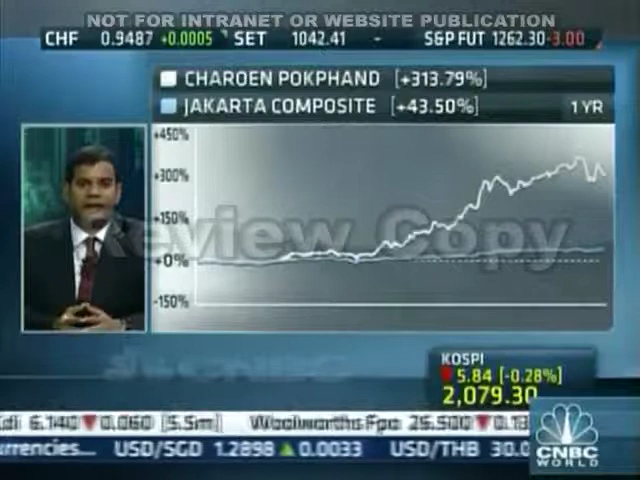 NOT FOR INTRANET OR WEBSITE PUBLICATION
CHF 0.9487 +0.0005 SET 1042.41 - S&P FUT 1262.30 -3.00
CHAROEN POKPHAND [+313.79%]
JAKARTA COMPOSITE [+43.50%] 1 YR
+450%
+300%
+150%
+0%
-150%
Review Copy
KOSPI
5.84 [-0.28%]
2,079.30
6.140 0.060 [5.5m] Woolworths Fpo 26.500
urrencies... USD/SGD 1.2898 0.0033 USD/THB 30.0
CNBC
WORLD